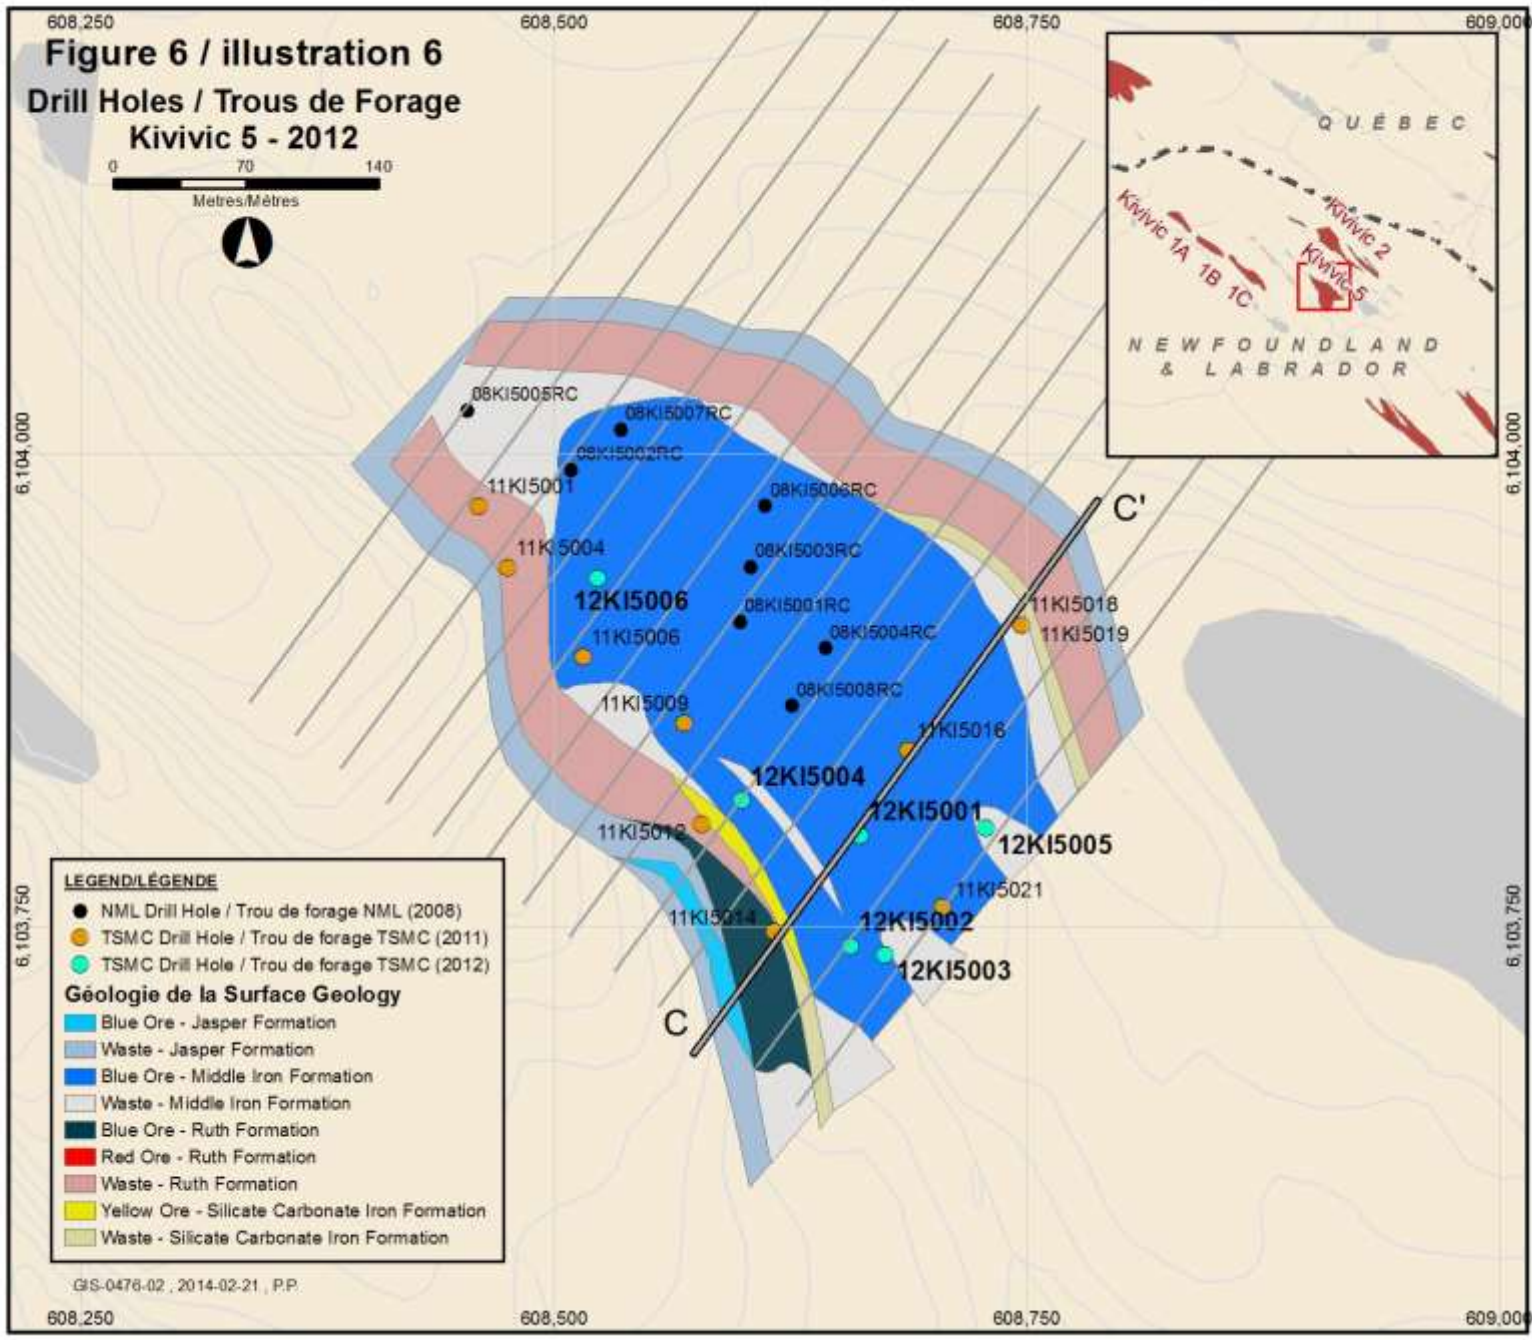 608,250
608,500
608,750
609,000
Figure 6 / illustration 6
Drill Holes / Trous de Forage
Kivivic 5 - 2012
0 70 140
Metres/Mètres
QUÉBEC
Kivivic 2
Kivivic 1A 1B 1C
Kivivic 5
NEWFOUNDLAND
& LABRADOR
6,104,000
6,104,000
08KI5005RC
08KI5007RC
08KI5002RC
11KI5001
08KI5006RC
C'
11KI5004
08KI5003RC
12KI5006
08KI5001RC
11KI5018
11KI5006
08KI5004RC
11KI5019
11KI5009
08KI5008RC
11KI5016
12KI5004
12KI5001
11KI5012
12KI5005
11KI5021
11KI5014
12KI5002
12KI5003
C
6,103,750
6,103,750
LEGEND/LÉGENDE
NML Drill Hole / Trou de forage NML (2008)
TSMC Drill Hole / Trou de forage TSMC (2011)
TSMC Drill Hole / Trou de forage TSMC (2012)
Géologie de la Surface Geology
Blue Ore - Jasper Formation
Waste - Jasper Formation
Blue Ore - Middle Iron Formation
Waste - Middle Iron Formation
Blue Ore - Ruth Formation
Red Ore - Ruth Formation
Waste - Ruth Formation
Yellow Ore - Silicate Carbonate Iron Formation
Waste - Silicate Carbonate Iron Formation
GIS-0476-02 , 2014-02-21 , P.P.
608,250
608,500
608,750
609,000